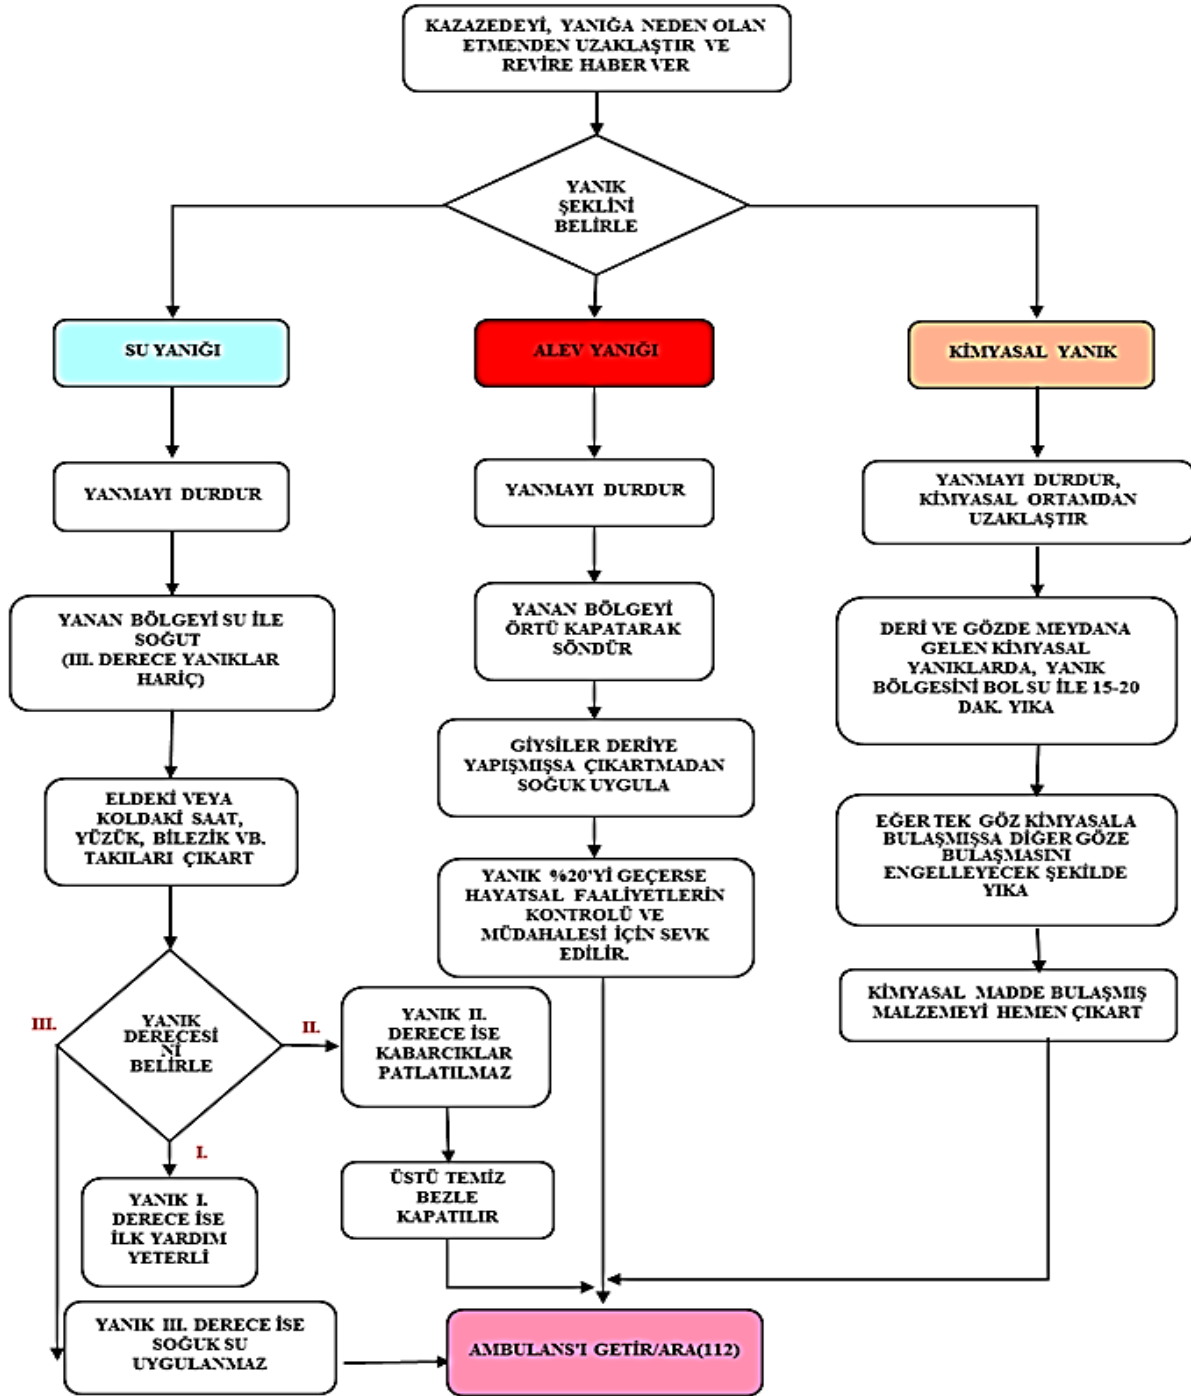 KAZAZEDEYİ, YANIĞA NEDEN OLAN
ETMENDEN UZAKLAŞTIR VE
REVİRE HABER VER
YANIK
ŞEKLİNİ
BELİRLE
SU YANIĞI
ALEV YANIĞI
KİMYASAL YANIK
YANMAYI DURDUR
YANMAYI DURDUR
YANMAYI DURDUR,
KİMYASAL ORTAMDAN
UZAKLAŞTIR
YANAN BÖLGEYİ SU İLE
SOĞUT
(III. DERECE YANIKLAR
HARİÇ)
YANAN BÖLGEYİ
ÖRTÜ KAPATARAK
SÖNDÜR
DERİ VE GÖZDE MEYDANA
GELEN KİMYASAL
YANIKLARDA, YANIK
BÖLGESİNİ BOL SU İLE 15-20
DAK. YIKA
ELDEKİ VEYA
KOLDAKİ SAAT,
YÜZÜK, BİLEZİK VB.
TAKILARI ÇIKART
GİYSİLER DERİYE
YAPIŞMIŞSA ÇIKARTMADAN
SOĞUK UYGULA
EĞER TEK GÖZ KİMYASALA
BULAŞMIŞSA DİĞER GÖZE
BULAŞMASINI
ENGELLEYECEK ŞEKİLDE
YIKA
YANIK %20'Yİ GEÇERSE
HAYATSAL FAALİYETLERİN
KONTROLÜ VE
MÜDAHALESİ İÇİN SEVK
EDİLİR.
KİMYASAL MADDE BULAŞMIŞ
MALZEMEYİ HEMEN ÇIKART
YANIK
DERECESİ
Nİ
BELİRLE
III.
II.
I.
YANIK II.
DERECE İSE
KABARCIKLAR
PATLATILMAZ
ÜSTÜ TEMİZ
BEZLE
KAPATILIR
YANIK I.
DERECE İSE
İLK YARDIM
YETERLİ
YANIK III. DERECE İSE
SOĞUK SU
UYGULANMAZ
AMBULANS'I GETİR/ARA(112)